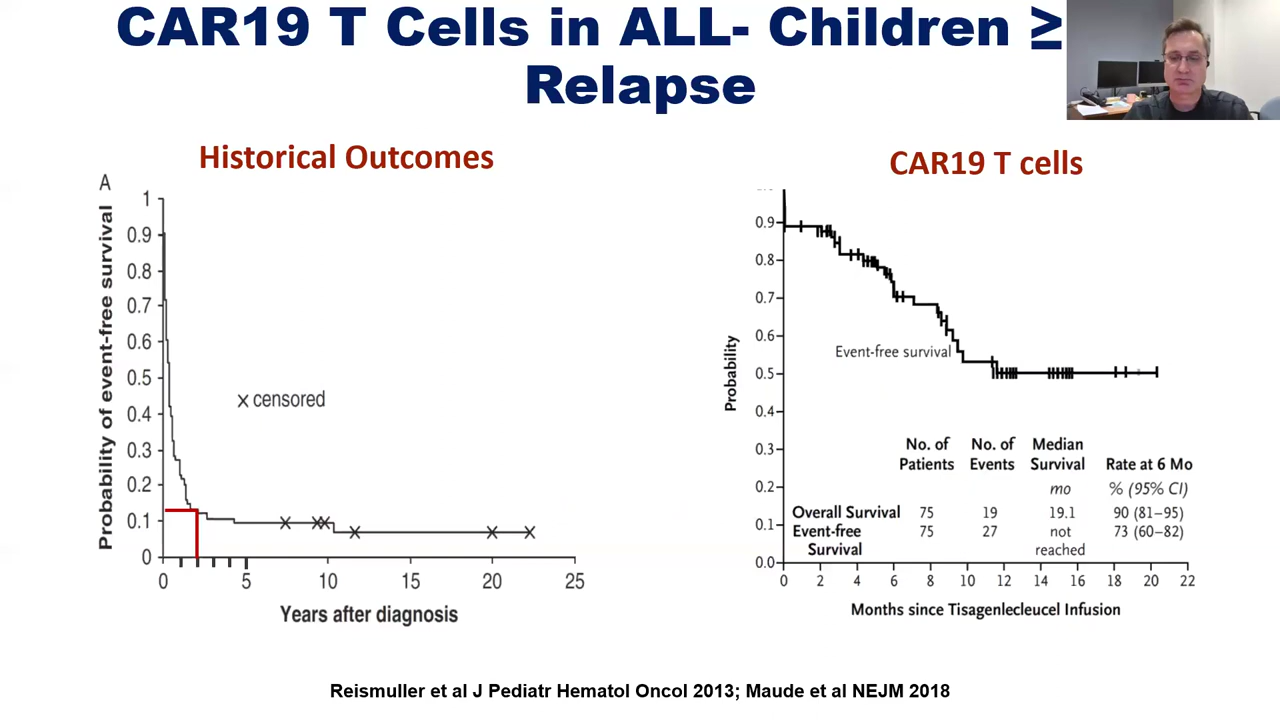 CAR19 T Cells in ALL- Children ≥
Relapse
Historical Outcomes
A
Probability of event-free survival
1
0.9
0.8
0.7
0.6
0.5
0.4
0.3
0.2
0.1
0
× censored
0 5 10 15 20 25
Years after diagnosis
CAR19 T cells
Probability
0.9
0.8
0.7
0.6
0.5
0.4
0.3
0.2
0.1
0.0
Event-free survival
No. of Patients No. of Events Median Survival Rate at 6 Mo
mo % (95% CI)
Overall Survival 75 19 19.1 90 (81–95)
Event-free Survival 75 27 not reached 73 (60–82)
0 2 4 6 8 10 12 14 16 18 20 22
Months since Tisagenlecleucel Infusion
Reismuller et al J Pediatr Hematol Oncol 2013; Maude et al NEJM 2018